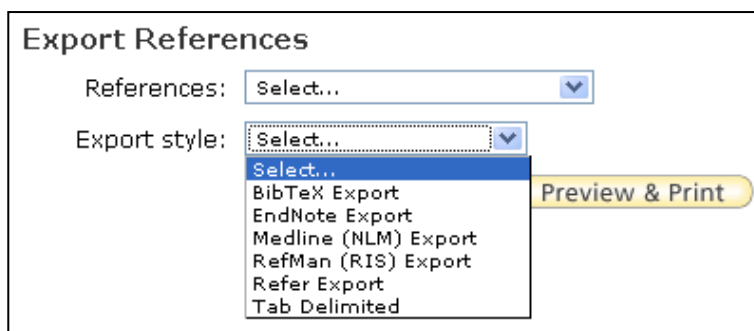 Export References
References: Select...
Export style: Select...
Select...
BibTeX Export
EndNote Export
Preview & Print
Medline (NLM) Export
RefMan (RIS) Export
Refer Export
Tab Delimited